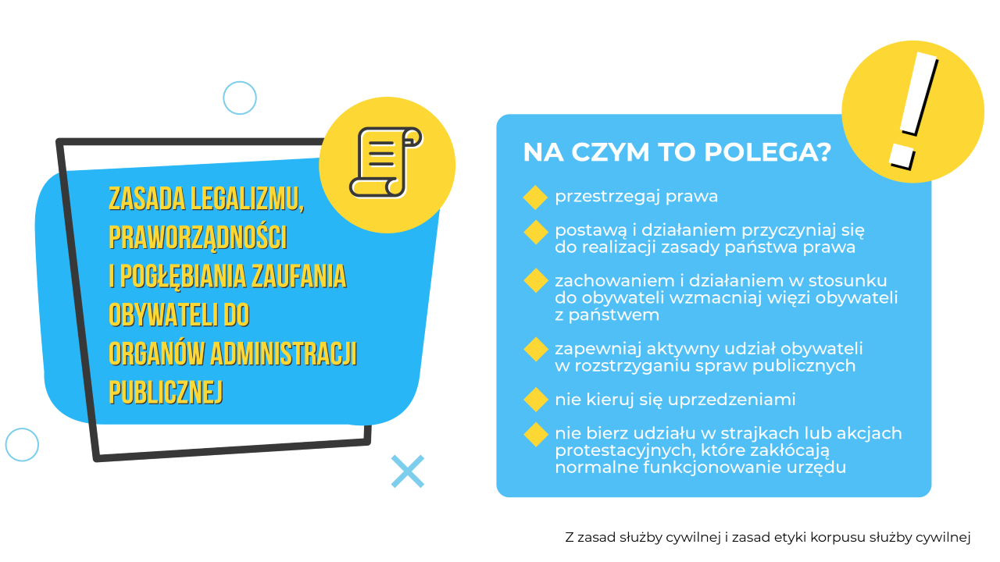 ZASADA LEGALIZMU,
PRAWORZĄDNOŚCI
I POGŁĘBIANIA ZAUFANIA
OBYWATELI DO
ORGANÓW ADMINISTRACJI
PUBLICZNEJ
NA CZYM TO POLEGA?
przestrzegaj prawa
postawą i działaniem przyczyniaj się
do realizacji zasady państwa prawa
zachowaniem i działaniem w stosunku
do obywateli wzmacniaj więzi obywateli
z państwem
zapewniaj aktywny udział obywateli
w rozstrzyganiu spraw publicznych
nie kieruj się uprzedzeniami
nie bierz udziału w strajkach lub akcjach
protestacyjnych, które zakłócają
normalne funkcjonowanie urzędu
Z zasad służby cywilnej i zasad etyki korpusu służby cywilnej